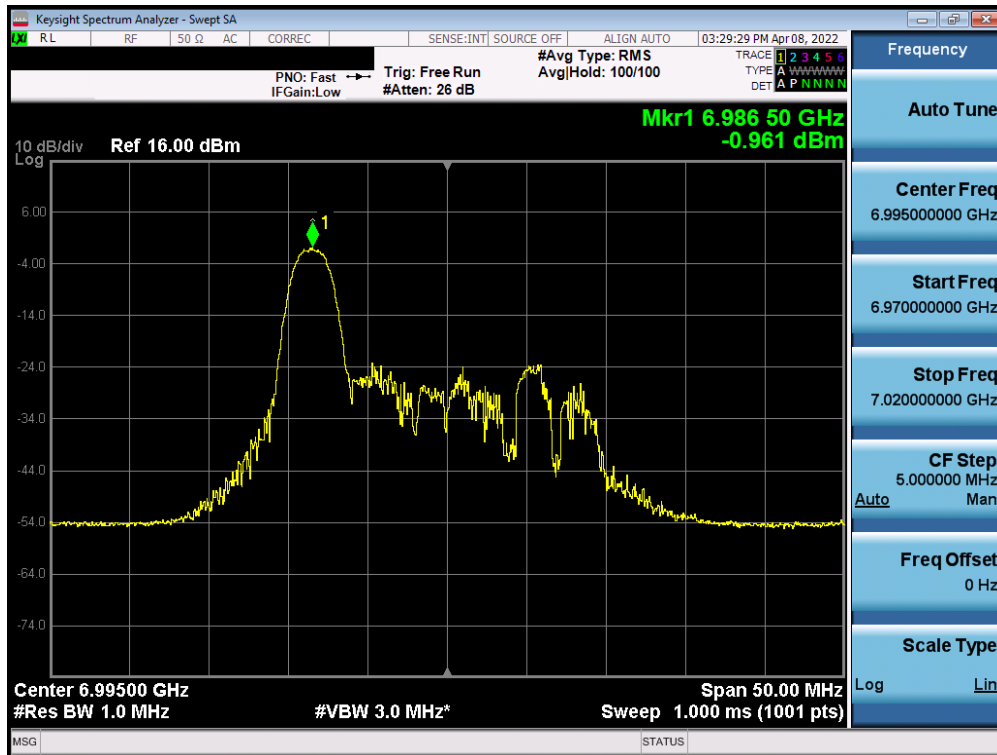 Keysight Spectrum Analyzer - Swept SA
LXI RL RF 50 Ω AC CORREC SENSE:INT SOURCE OFF ALIGN AUTO 03:29:29 PM Apr 08, 2022
PNO: Fast Trig: Free Run #Avg Type: RMS TRACE 1 2 3 4 5 6
IFGain:Low #Atten: 26 dB Avg|Hold: 100/100 TYPE A WWWWW
DET A P N N N N
Mkr1 6.986 50 GHz
-0.961 dBm
10 dB/div Ref 16.00 dBm
Log
1
6.00
-4.00
-14.0
-24.0
-34.0
-44.0
-54.0
-64.0
-74.0
Center 6.99500 GHz Span 50.00 MHz
#Res BW 1.0 MHz #VBW 3.0 MHz* Sweep 1.000 ms (1001 pts)
MSG STATUS
Frequency
Auto Tune
Center Freq
6.995000000 GHz
Start Freq
6.970000000 GHz
Stop Freq
7.020000000 GHz
CF Step
5.000000 MHz
Auto Man
Freq Offset
0 Hz
Scale Type
Log Lin